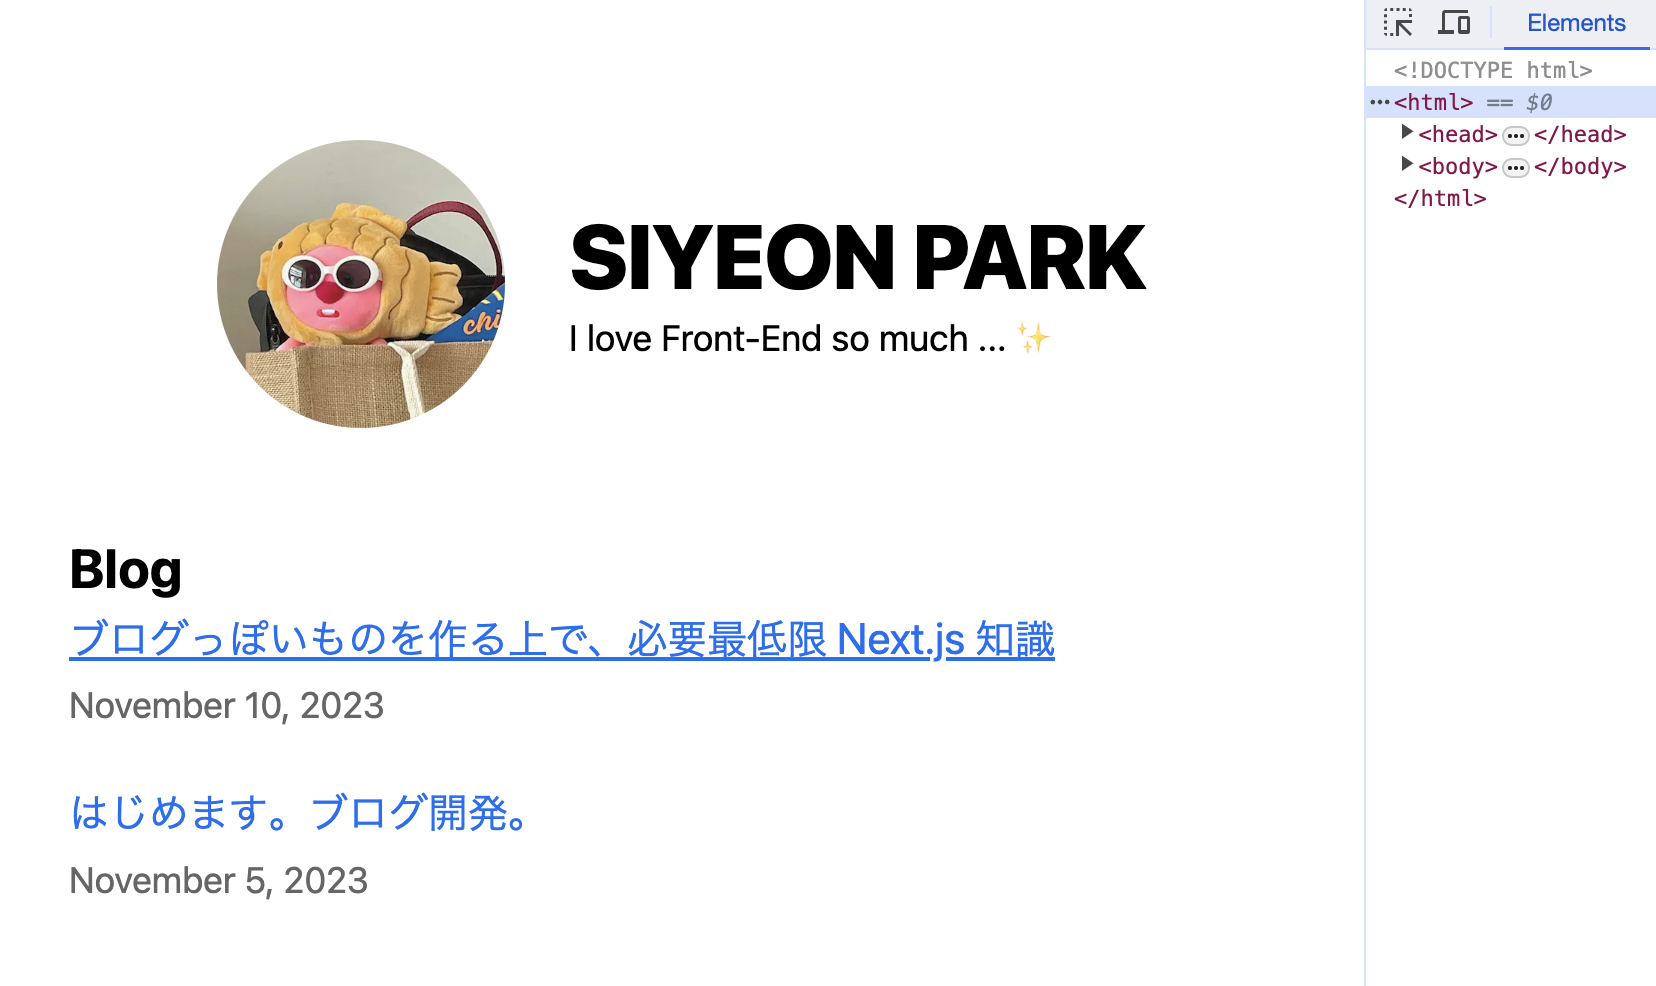 Elements
<!DOCTYPE html>
<html> == $0
<head> … </head>
<body> … </body>
</html>
chi
SIYEON PARK
I love Front-End so much ... ✨
Blog
ブログっぽいものを作る上で、必要最低限 Next.js 知識
November 10, 2023
はじめます。ブログ開発。
November 5, 2023